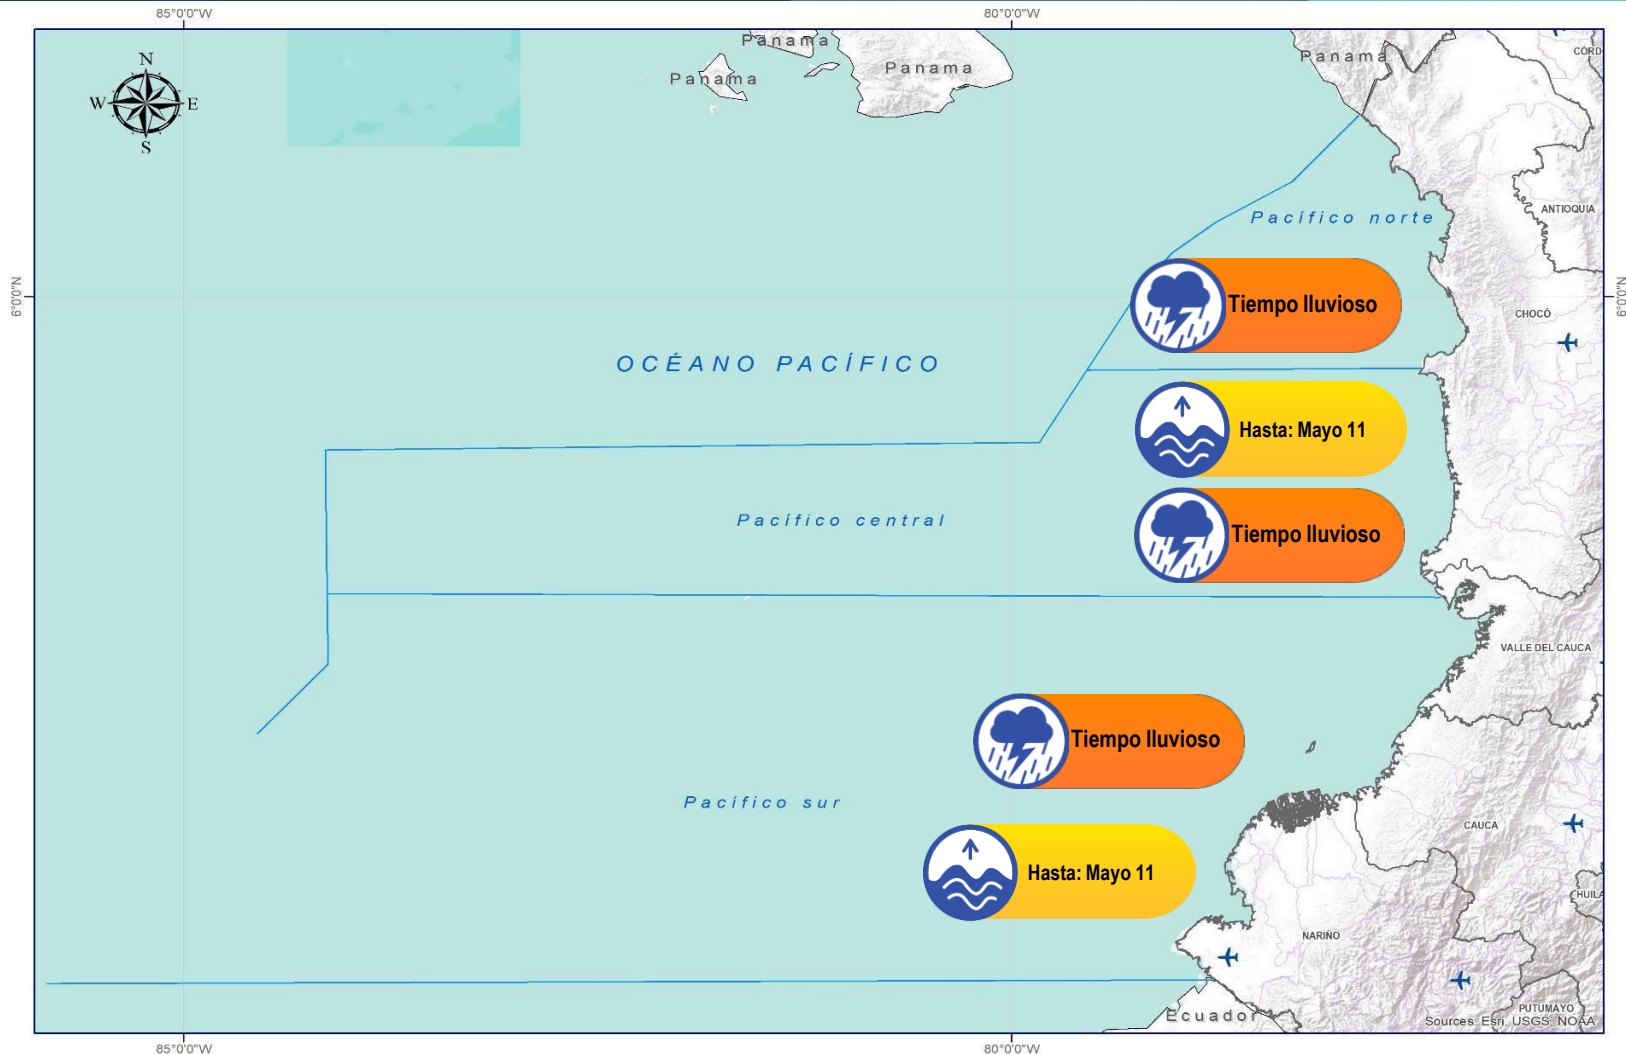 85°0'0"W
80°0'0"W
N
W
E
S
Panama
Panama
Panama
Panama
Pacífico norte
ANTIOQUIA
6°0'0"N
6°0'0"N
Tiempo lluvioso
CHOCÓ
OCÉANO PACÍFICO
Hasta: Mayo 11
Pacífico central
Tiempo lluvioso
VALLE DEL CAUCA
Tiempo lluvioso
Pacífico sur
CAUCA
Hasta: Mayo 11
HUILA
NARIÑO
PUTUMAYO
Ecuador
Sources: Esri, USGS, NOAA
85°0'0"W
80°0'0"W